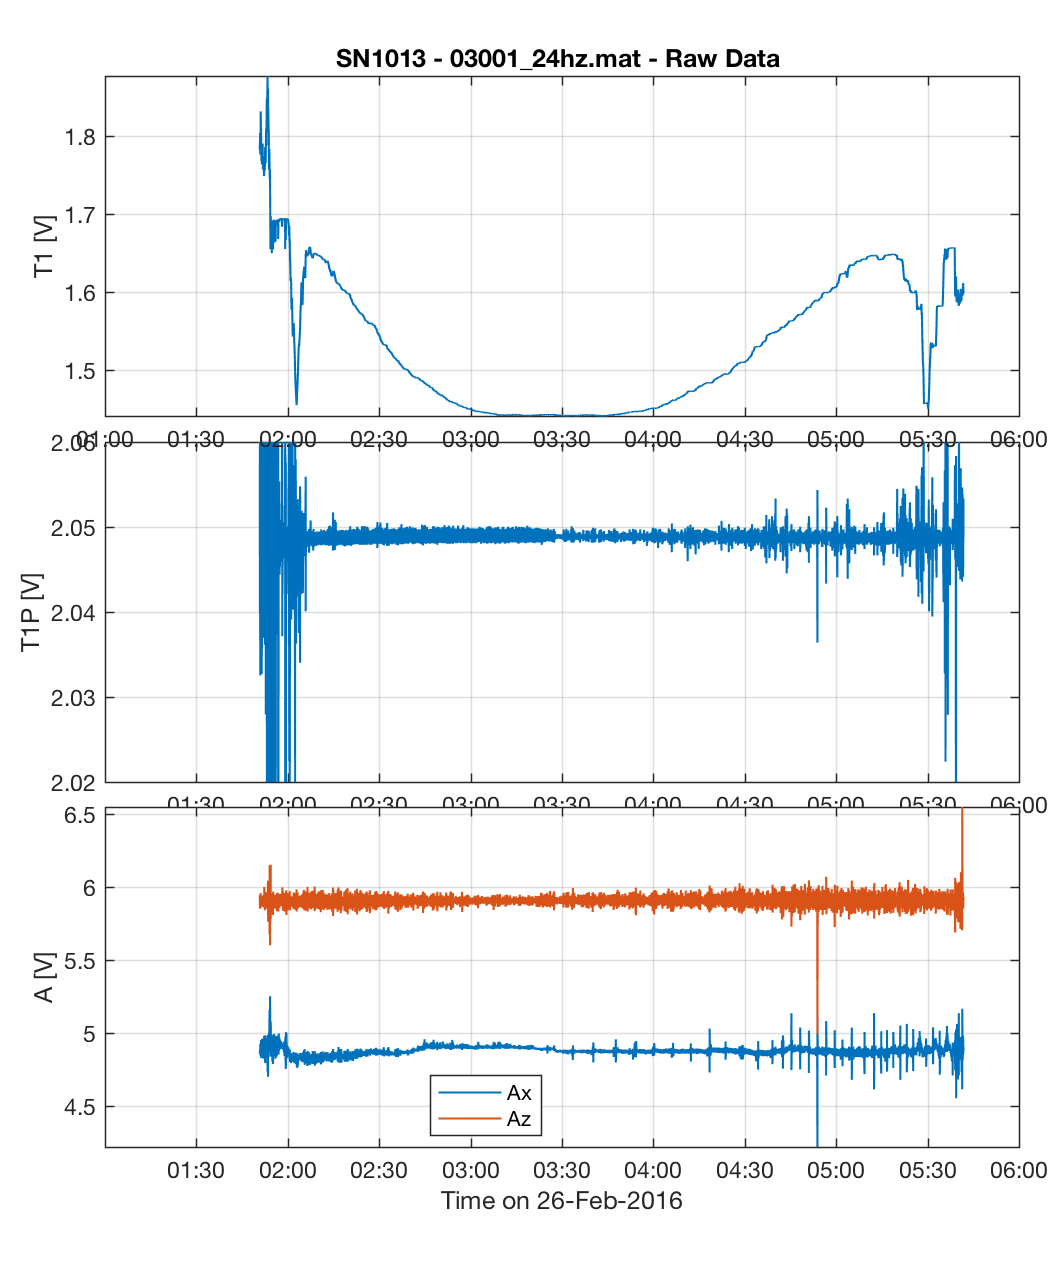 SN1013 - 03001_24hz.mat - Raw Data
T1 [V]
1.8
1.7
1.6
1.5
01:00 01:30 02:00 02:30 03:00 03:30 04:00 04:30 05:00 05:30 06:00
T1P [V]
2.06
2.05
2.04
2.03
2.02
01:30 02:00 02:30 03:00 03:30 04:00 04:30 05:00 05:30 06:00
A [V]
6.5
6
5.5
5
4.5
Ax
Az
01:30 02:00 02:30 03:00 03:30 04:00 04:30 05:00 05:30 06:00
Time on 26-Feb-2016